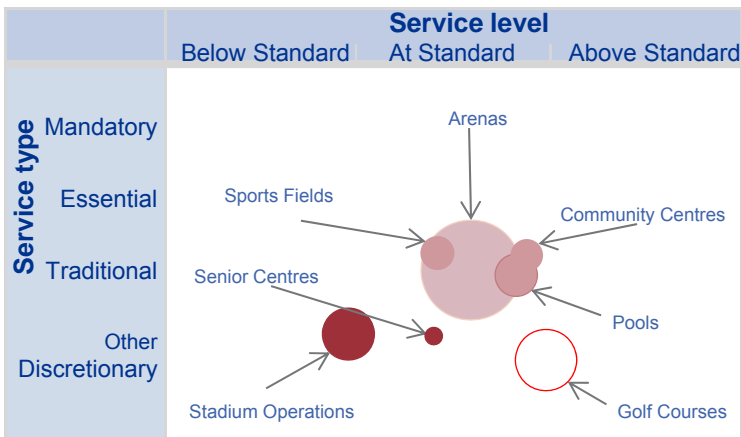 Service level
Below Standard At Standard Above Standard
Service type
Mandatory
Essential
Traditional
Other
Discretionary
Arenas
Sports Fields
Community Centres
Senior Centres
Pools
Stadium Operations
Golf Courses